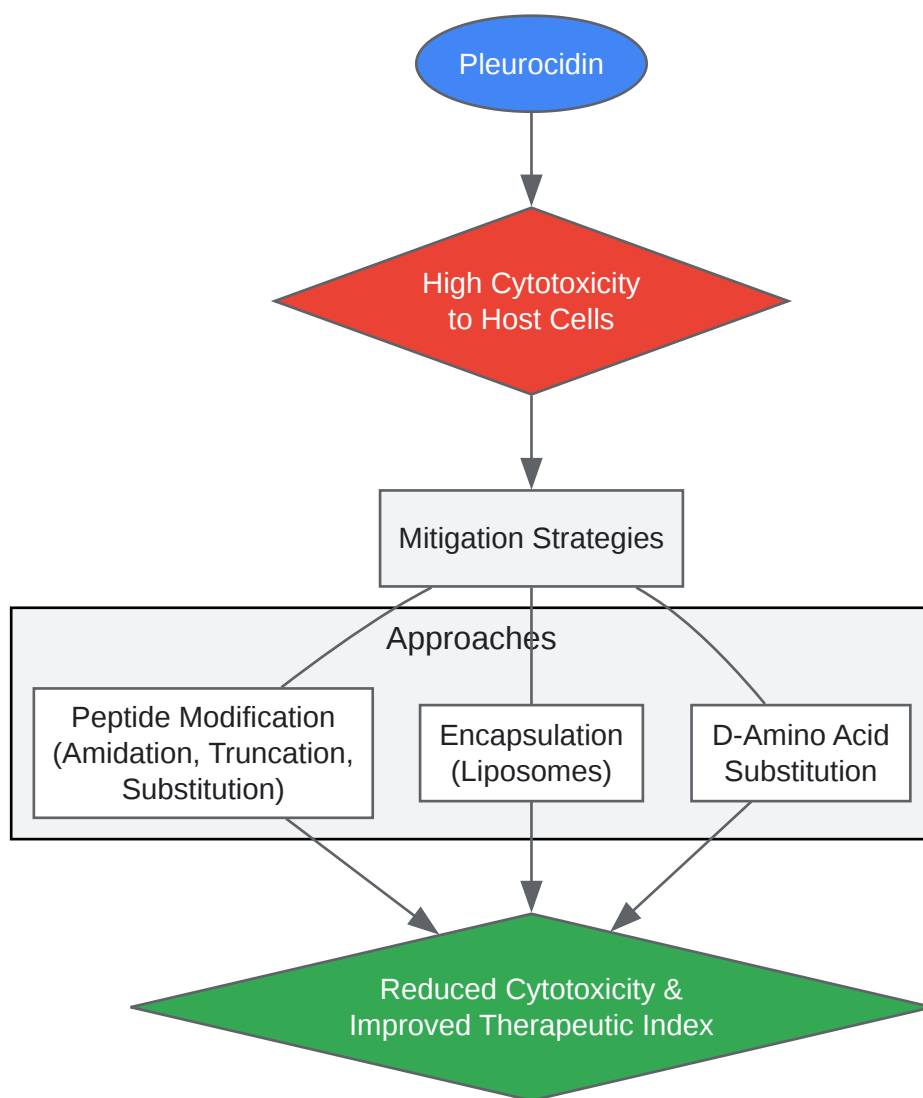 Pleurocidin
High Cytotoxicity
to Host Cells
Mitigation Strategies
Approaches
Peptide Modification
(Amidation, Truncation,
Substitution)
Encapsulation
(Liposomes)
D-Amino Acid
Substitution
Reduced Cytotoxicity &
Improved Therapeutic Index